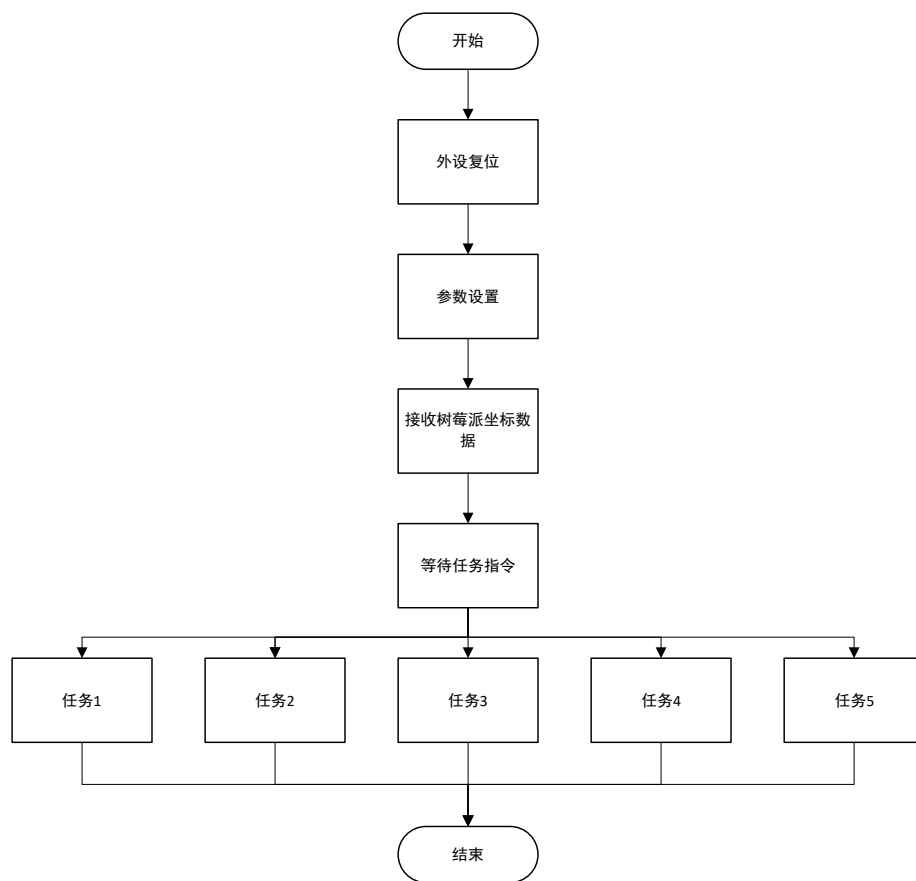 开始
外设复位
参数设置
接收树莓派坐标数
据
等待任务指令
任务1
任务2
任务3
任务4
任务5
结束